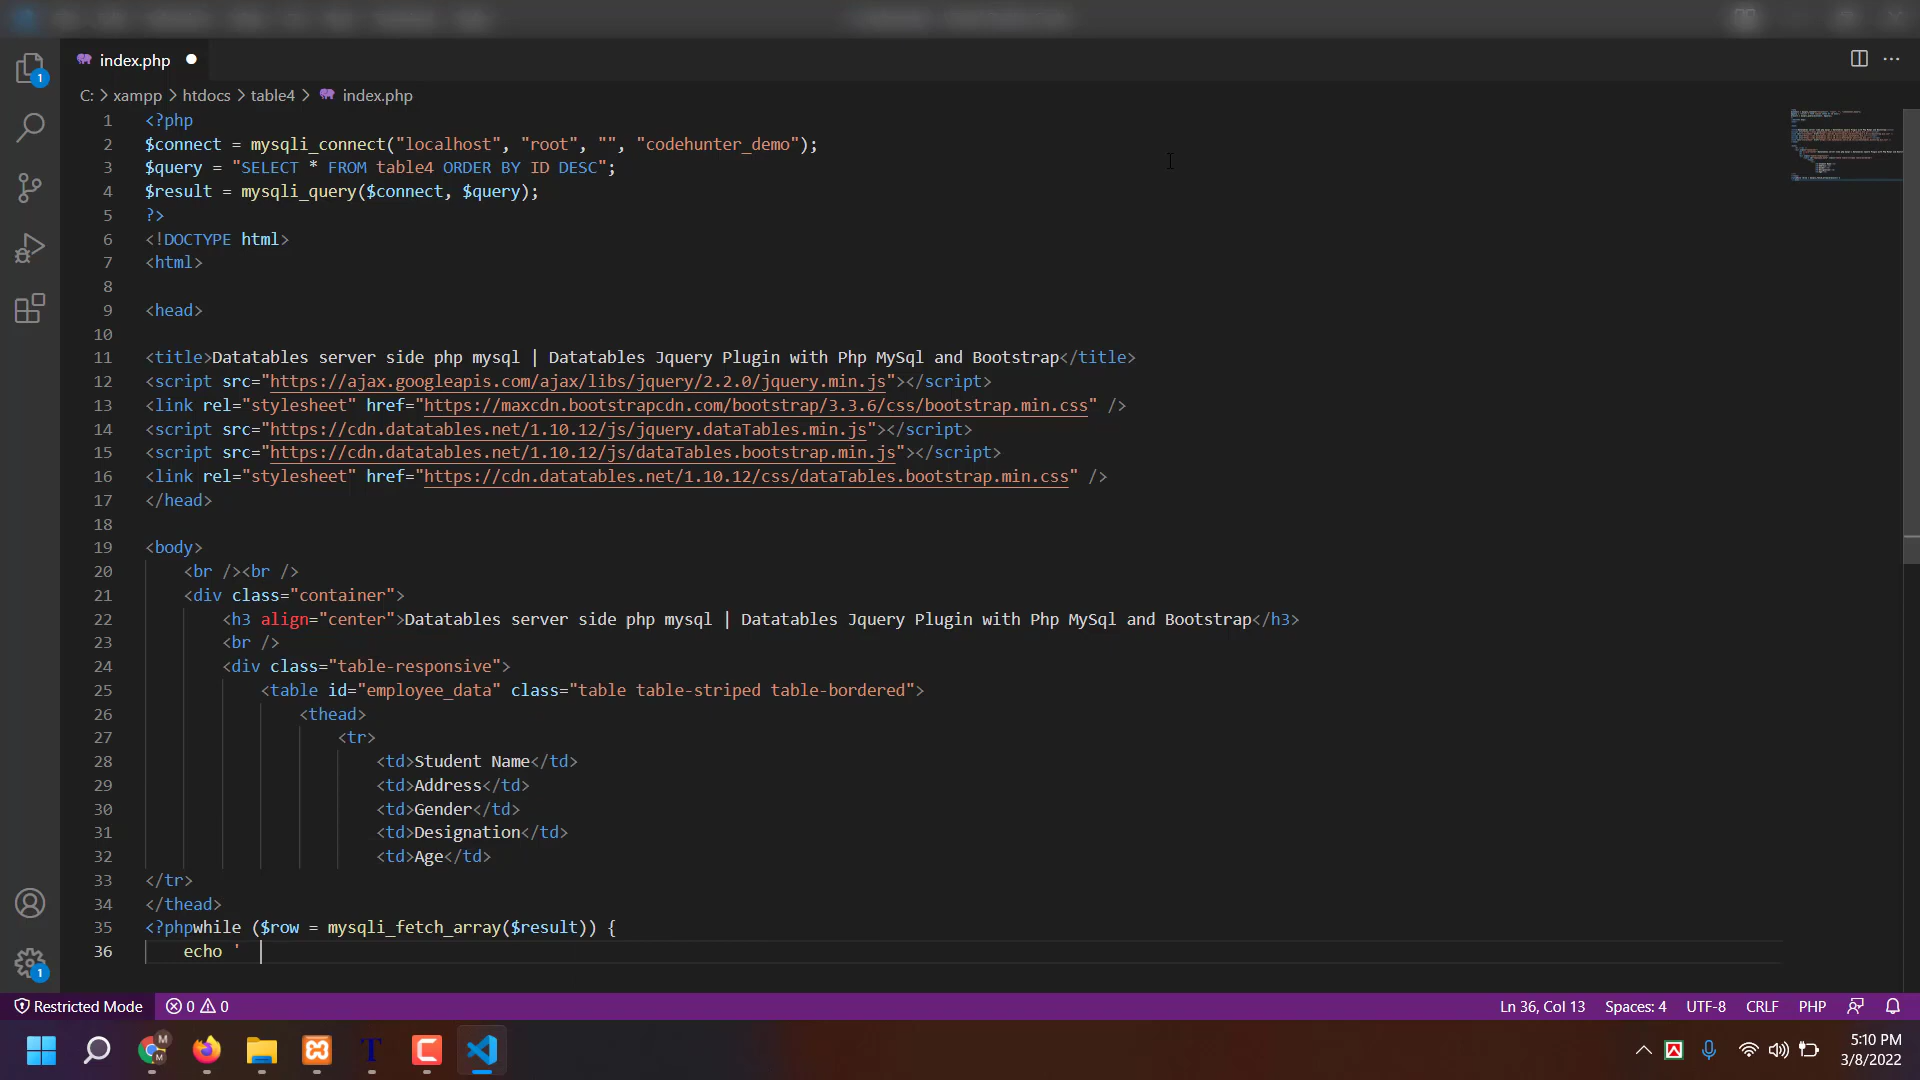 index.php
C: > xampp > htdocs > table4 > index.php
1 <?php
2 $connect = mysqli_connect("localhost", "root", "", "codehunter_demo");
3 $query = "SELECT * FROM table4 ORDER BY ID DESC";
4 $result = mysqli_query($connect, $query);
5 ?>
6 <!DOCTYPE html>
7 <html>
8
9 <head>
10
11 <title>Datatables server side php mysql | Datatables Jquery Plugin with Php MySql and Bootstrap</title>
12 <script src="https://ajax.googleapis.com/ajax/libs/jquery/2.2.0/jquery.min.js"></script>
13 <link rel="stylesheet" href="https://maxcdn.bootstrapcdn.com/bootstrap/3.3.6/css/bootstrap.min.css" />
14 <script src="https://cdn.datatables.net/1.10.12/js/jquery.dataTables.min.js"></script>
15 <script src="https://cdn.datatables.net/1.10.12/js/dataTables.bootstrap.min.js"></script>
16 <link rel="stylesheet" href="https://cdn.datatables.net/1.10.12/css/dataTables.bootstrap.min.css" />
17 </head>
18
19 <body>
20 <br /><br />
21 <div class="container">
22 <h3 align="center">Datatables server side php mysql | Datatables Jquery Plugin with Php MySql and Bootstrap</h3>
23 <br />
24 <div class="table-responsive">
25 <table id="employee_data" class="table table-striped table-bordered">
26 <thead>
27 <tr>
28 <td>Student Name</td>
29 <td>Address</td>
30 <td>Gender</td>
31 <td>Designation</td>
32 <td>Age</td>
33 </tr>
34 </thead>
35 <?phpwhile ($row = mysqli_fetch_array($result)) {
36 echo '
1
1
Restricted Mode 0 0 Ln 36, Col 13 Spaces: 4 UTF-8 CRLF PHP
M
M
T
C
5:10 PM
3/8/2022